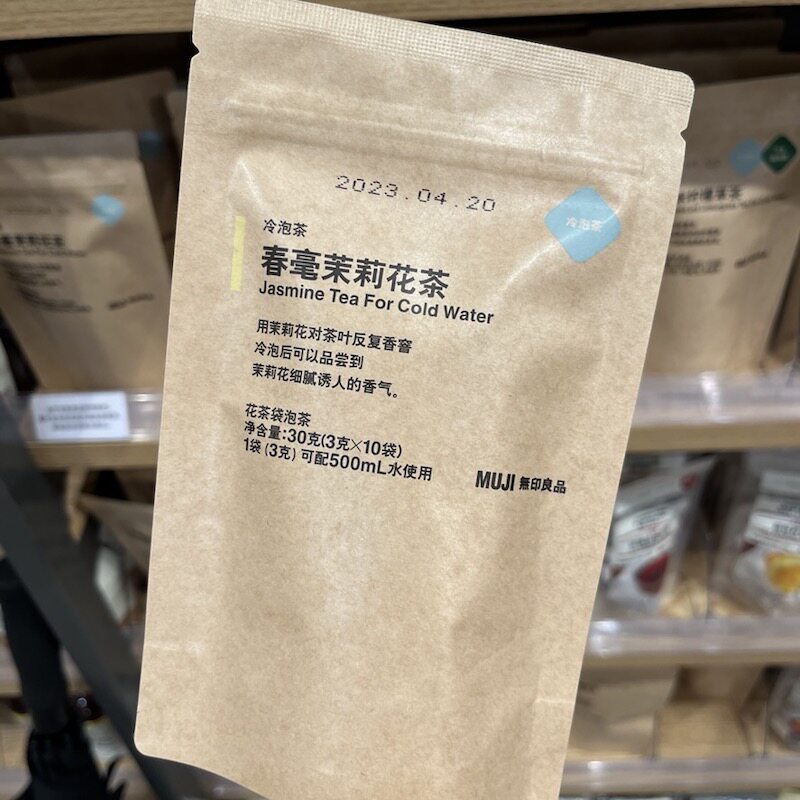 2023.04.20
冷泡茶
冷泡茶
春毫茉莉花茶
Jasmine Tea For Cold Water
用茉莉花对茶叶反复香窨
冷泡后可以品尝到
茉莉花细腻诱人的香气。
花茶袋泡茶
净含量:30克(3克×10袋)
1袋(3克)可配500mL水使用
MUJI 無印良品